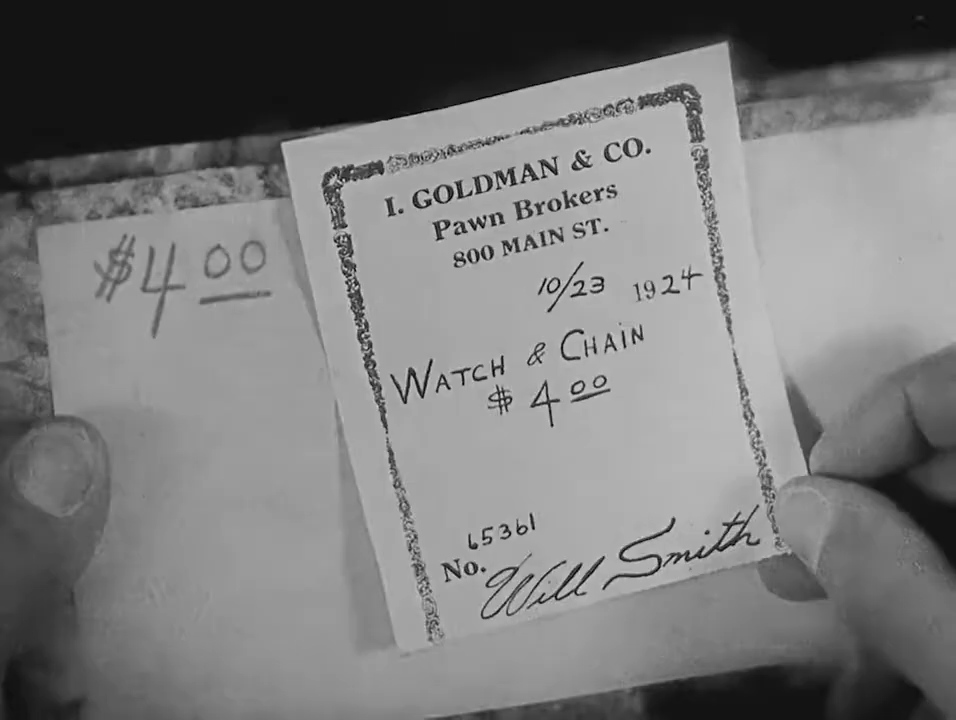 $4.00
I. GOLDMAN & CO.
Pawn Brokers
800 MAIN ST.
10/23 1924
WATCH & CHAIN
$ 4.00
No. 65361
Will Smith